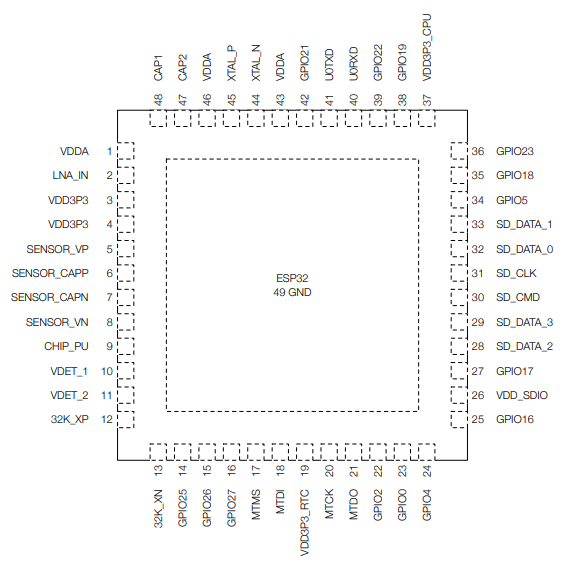 CAP1 CAP2 VDDA XTAL_P XTAL_N VDDA GPIO21 U0TXD U0RXD GPIO22 GPIO19 VDD3P3_CPU
48 47 46 45 44 43 42 41 40 39 38 37
VDDA 1
LNA_IN 2
VDD3P3 3
VDD3P3 4
SENSOR_VP 5
SENSOR_CAPP 6
SENSOR_CAPN 7
SENSOR_VN 8
CHIP_PU 9
VDET_1 10
VDET_2 11
32K_XP 12
ESP32
49 GND
36 GPIO23
35 GPIO18
34 GPIO5
33 SD_DATA_1
32 SD_DATA_0
31 SD_CLK
30 SD_CMD
29 SD_DATA_3
28 SD_DATA_2
27 GPIO17
26 VDD_SDIO
25 GPIO16
13 14 15 16 17 18 19 20 21 22 23 24
32K_XN GPIO25 GPIO26 GPIO27 MTMS MTDI VDD3P3_RTC MTCK MTDO GPIO2 GPIO0 GPIO4